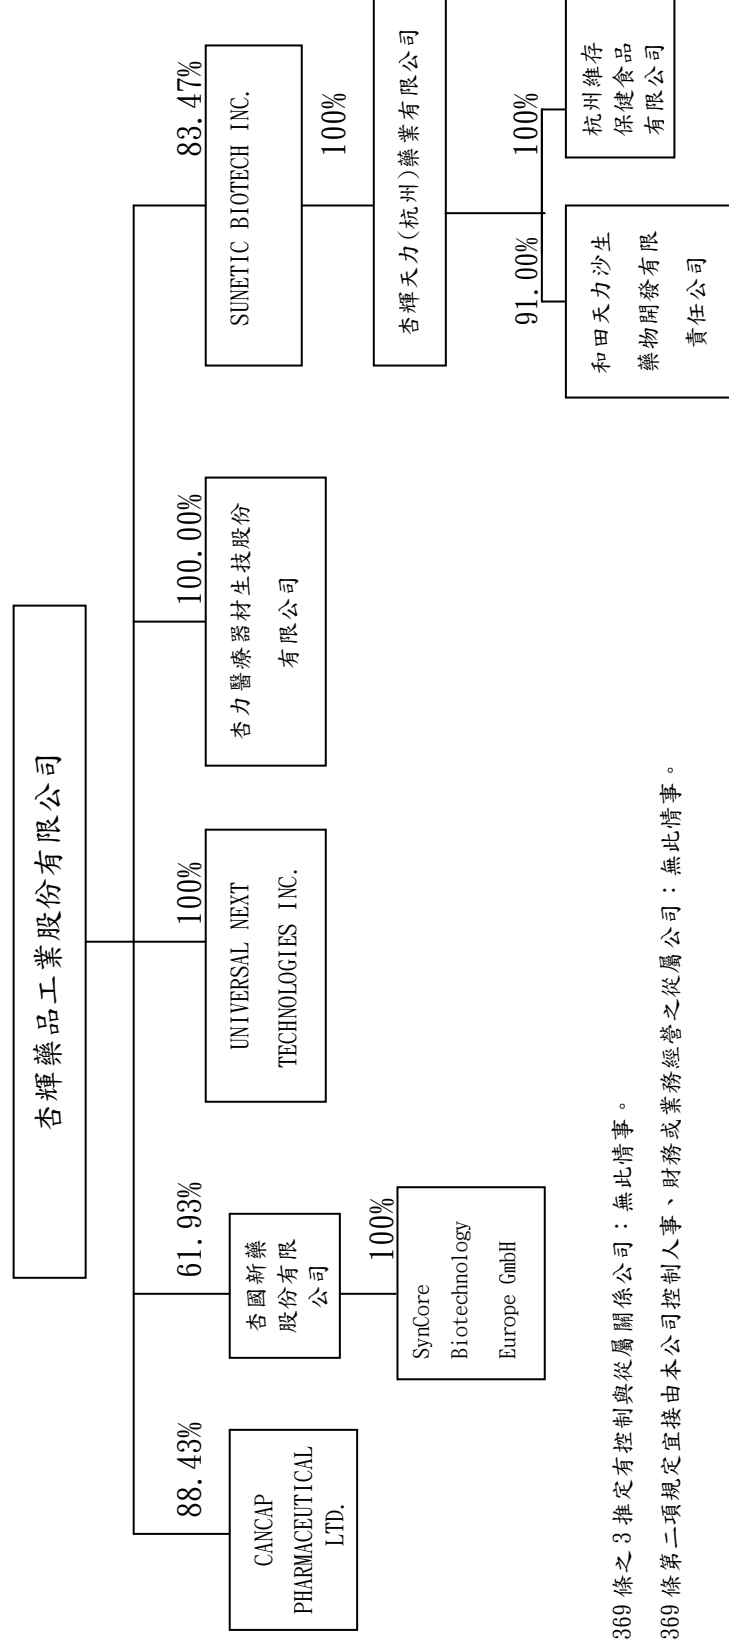 杏輝藥品工業股份有限公司
88.43%
61.93%
100%
100.00%
83.47%
CANCAP
PHARMACEUTICAL
LTD.
杏國新藥
股份有限
公司
UNIVERSAL NEXT
TECHNOLOGIES INC.
杏力醫療器材生技股份
有限公司
SUNETIC BIOTECH INC.
100%
SynCore
Biotechnology
Europe GmbH
100%
杏輝天力(杭州)藥業有限公司
91.00%
100%
和田天力沙生
藥物開發有限
責任公司
杭州維存
保健食品
有限公司
369 條之 3 推定有控制與從屬關係公司：無此情事。
369 條第二項規定宜接由本公司控制人事、財務或業務經營之從屬公司：無此情事。